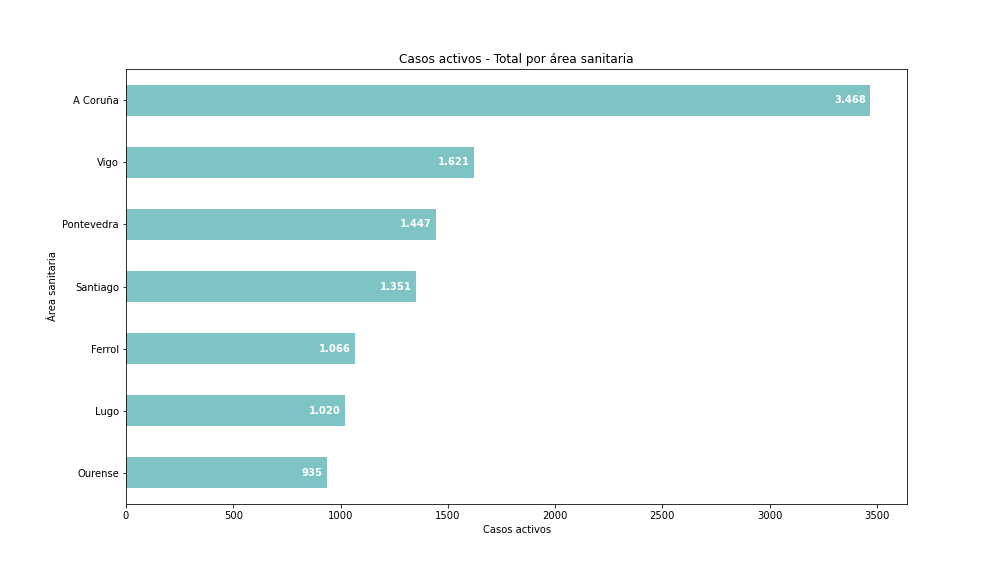 Casos activos - Total por área sanitaria
A Coruña
3.468
Vigo
1.621
Pontevedra
1.447
Santiago
1.351
Ferrol
1.066
Lugo
1.020
Ourense
935
Área sanitaria
0 500 1000 1500 2000 2500 3000 3500
Casos activos